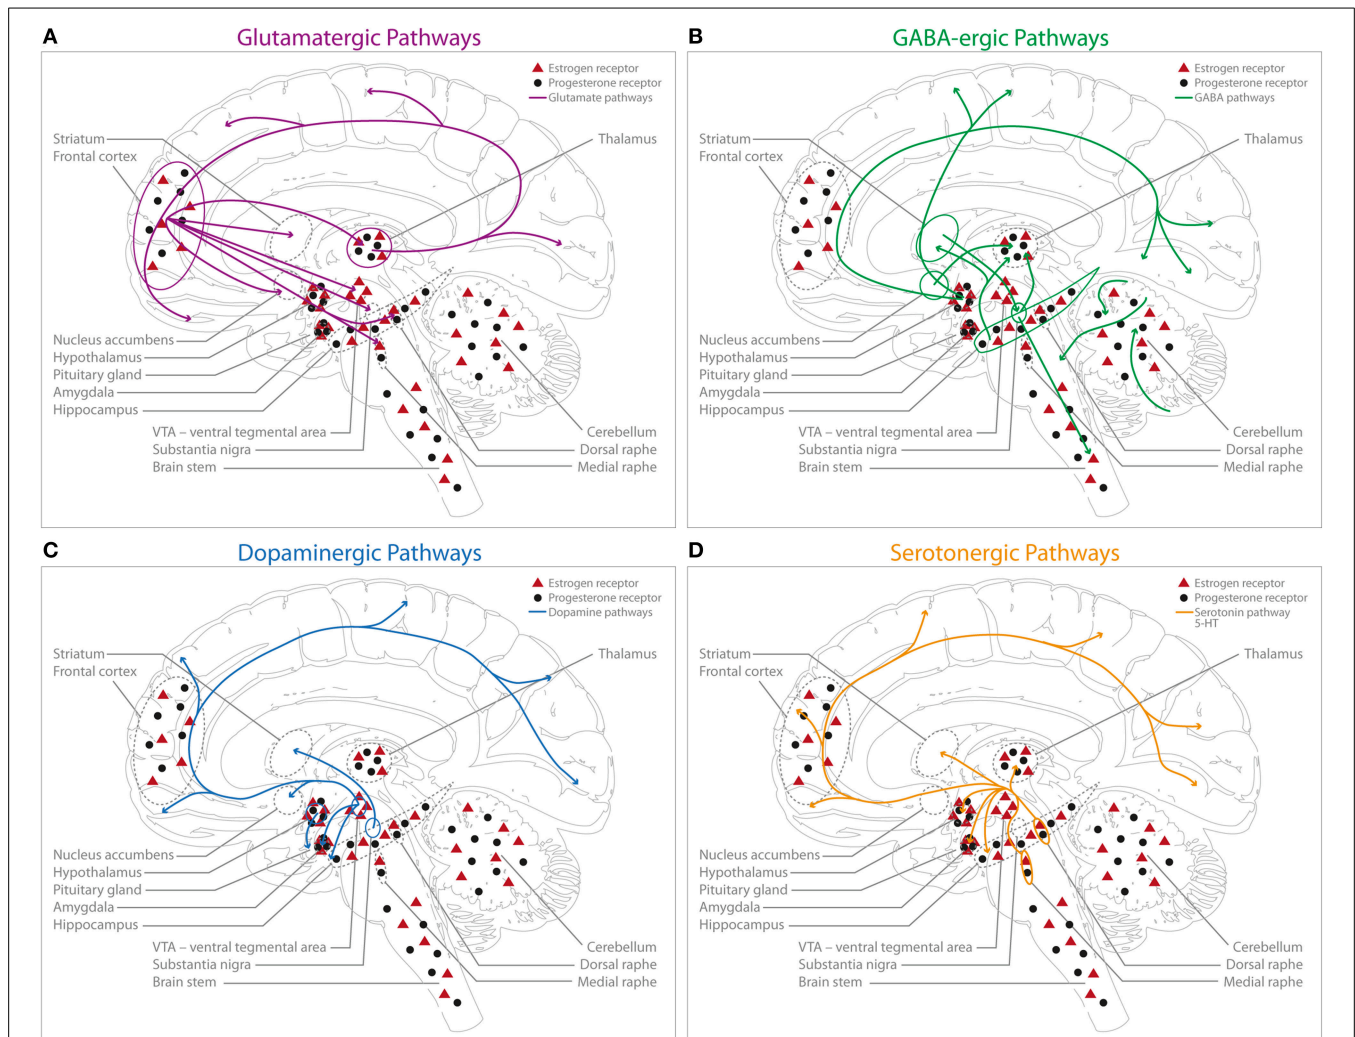 A
Glutamatergic Pathways
Estrogen receptor
Progesterone receptor
Glutamate pathways
Striatum
Frontal cortex
Thalamus
Nucleus accumbens
Hypothalamus
Pituitary gland
Amygdala
Hippocampus
VTA – ventral tegmental area
Substantia nigra
Brain stem
Cerebellum
Dorsal raphe
Medial raphe
B
GABA-ergic Pathways
Estrogen receptor
Progesterone receptor
GABA pathways
Striatum
Frontal cortex
Thalamus
Nucleus accumbens
Hypothalamus
Pituitary gland
Amygdala
Hippocampus
VTA – ventral tegmental area
Substantia nigra
Brain stem
Cerebellum
Dorsal raphe
Medial raphe
C
Dopaminergic Pathways
Estrogen receptor
Progesterone receptor
Dopamine pathways
Striatum
Frontal cortex
Thalamus
Nucleus accumbens
Hypothalamus
Pituitary gland
Amygdala
Hippocampus
VTA – ventral tegmental area
Substantia nigra
Brain stem
Cerebellum
Dorsal raphe
Medial raphe
D
Serotonergic Pathways
Estrogen receptor
Progesterone receptor
Serotonin pathway
5-HT
Striatum
Frontal cortex
Thalamus
Nucleus accumbens
Hypothalamus
Pituitary gland
Amygdala
Hippocampus
VTA – ventral tegmental area
Substantia nigra
Brain stem
Cerebellum
Dorsal raphe
Medial raphe